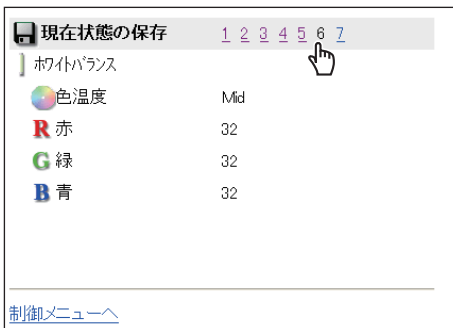 現在状態の保存 1 2 3 4 5 6 7
ホワイトバランス
色温度 Mid
R 赤 32
G 緑 32
B 青 32
制御メニューへ